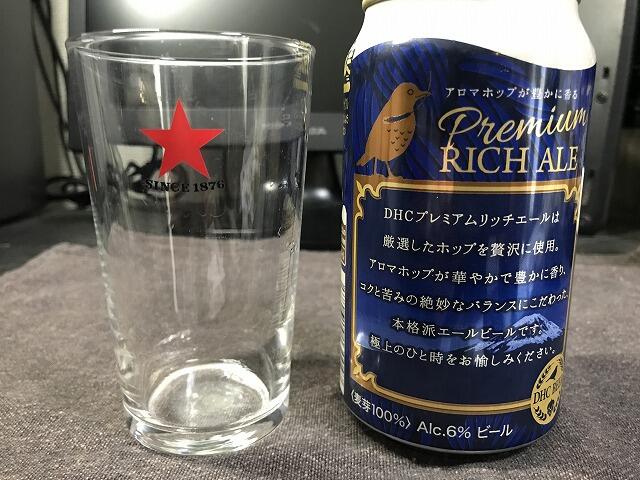 SINCE 1876
アロマホップが豊かに香る
Premium
RICH ALE
DHCプレミアムリッチエールは
厳選したホップを贅沢に使用。
アロマホップが華やかで豊かに香り、
コクと苦みの絶妙なバランスにこだわった、
本格派エールビールです。
極上のひと時をお愉しみください。
DHC
〈麦芽100%〉 Alc.6% ビール